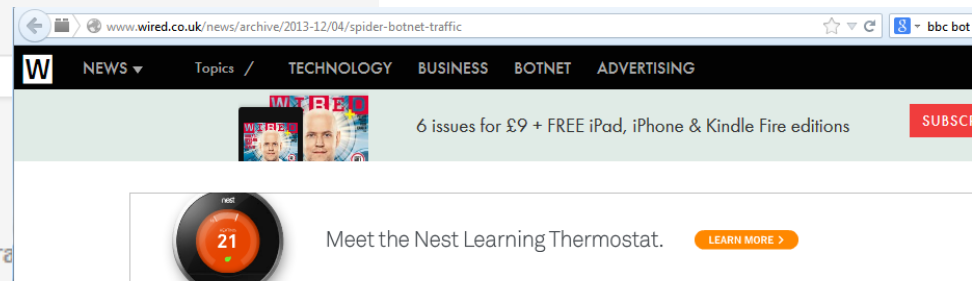 www.wired.co.uk/news/archive/2013-12/04/spider-botnet-traffic
8 bbc bot
W NEWS Topics / TECHNOLOGY BUSINESS BOTNET ADVERTISING
WIRED
WIRED
6 issues for £9 + FREE iPad, iPhone & Kindle Fire editions
SUBSC
nest
21
Meet the Nest Learning Thermostat.
LEARN MORE >